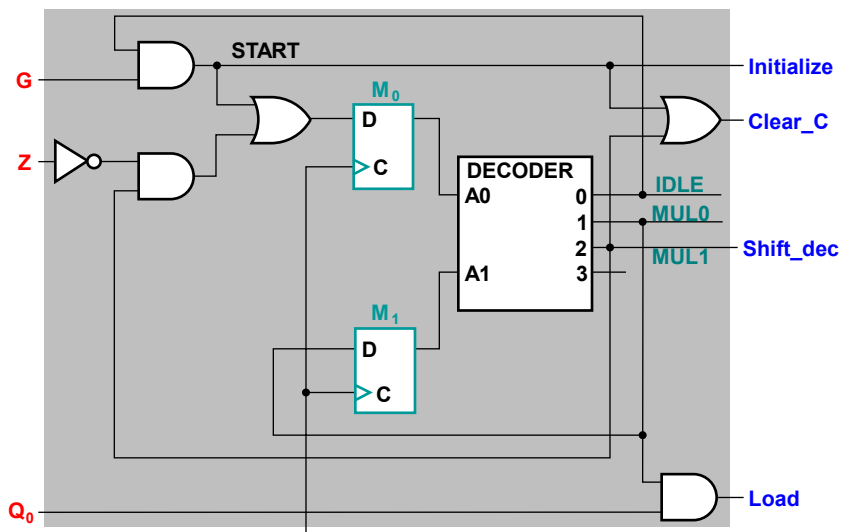 START
G
Initialize
M0
D
C
Clear_C
Z
DECODER
A0
0
IDLE
1
MUL0
2
Shift_dec
MUL1
A1
3
M1
D
C
Load
Q0